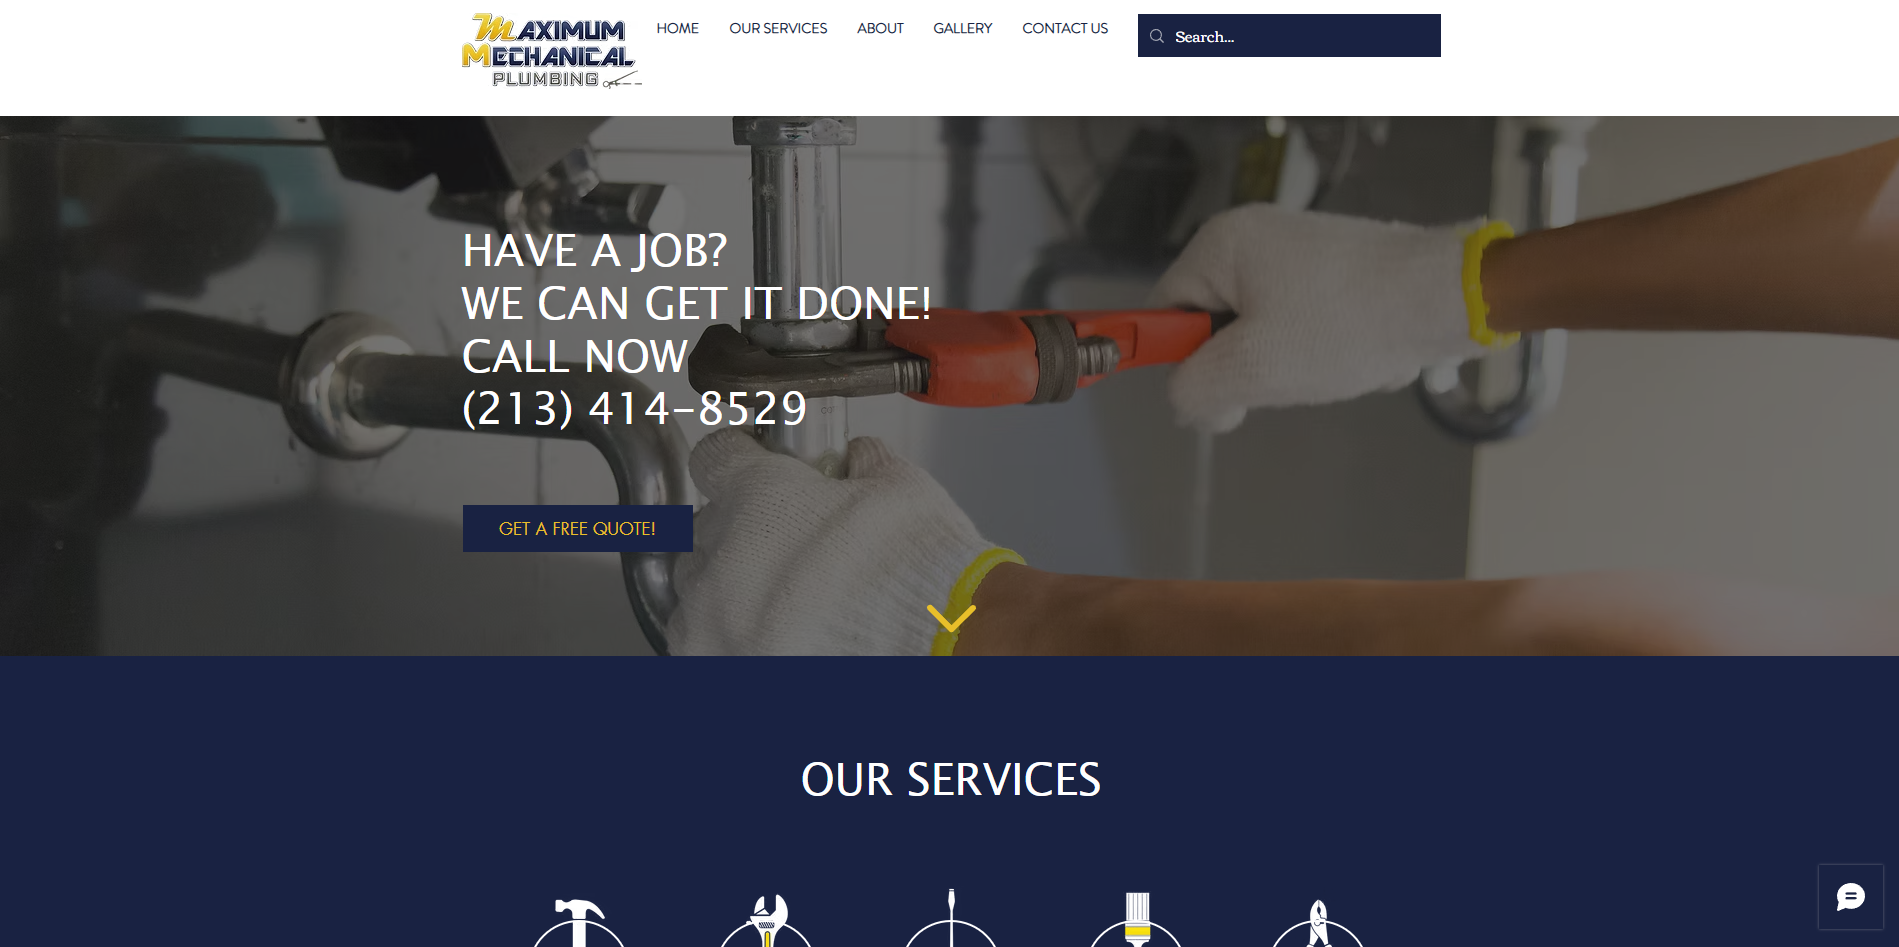 MAXIMUM
MECHANICAL
PLUMBING
HOME
OUR SERVICES
ABOUT
GALLERY
CONTACT US
Search...
HAVE A JOB?
WE CAN GET IT DONE!
CALL NOW
(213) 414-8529
GET A FREE QUOTE!
OUR SERVICES